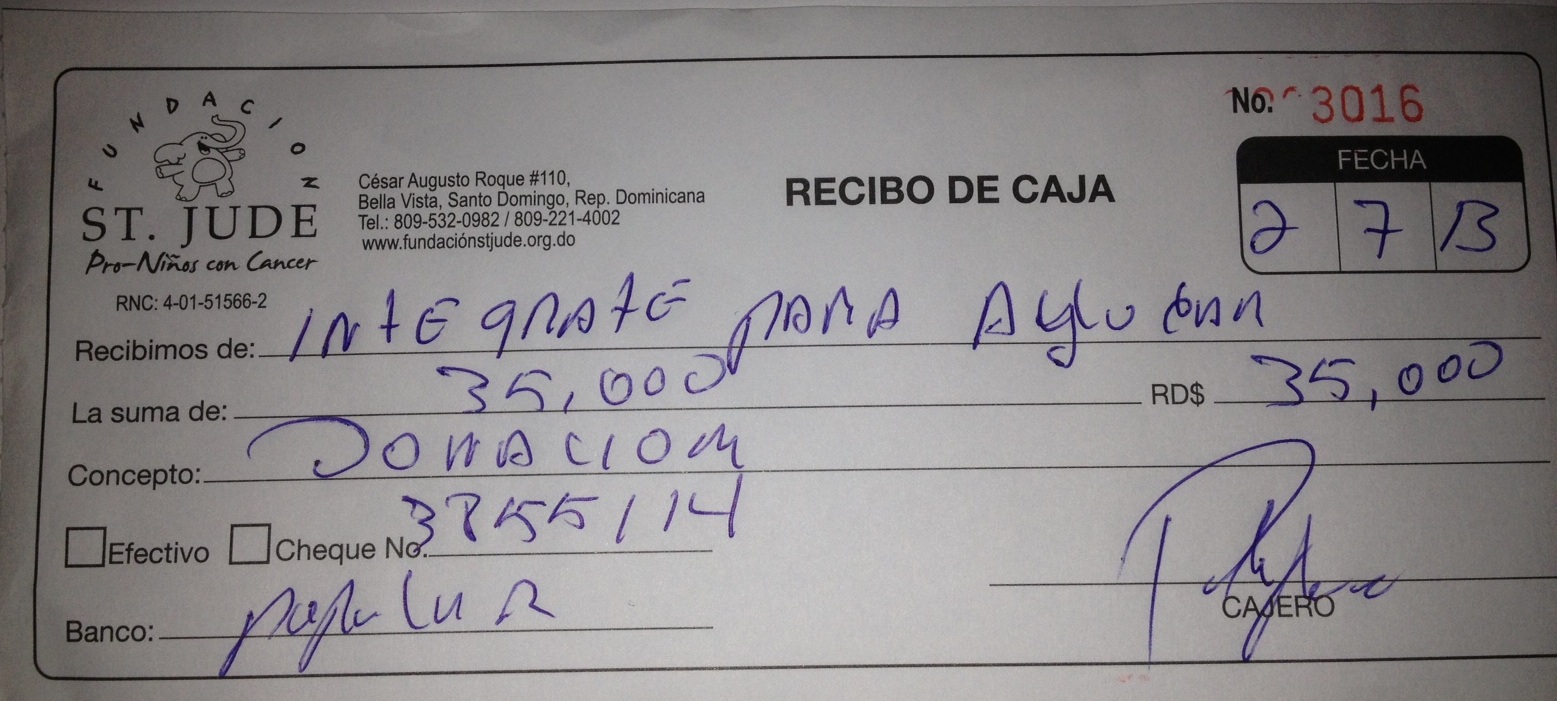 FUNDACION
ST. JUDE
Pro-Niños con Cancer
RNC: 4-01-51566-2
César Augusto Roque #110,
Bella Vista, Santo Domingo, Rep. Dominicana
Tel.: 809-532-0982 / 809-221-4002
www.fundaciónstjude.org.do
RECIBO DE CAJA
No. 3016
FECHA
2 7 13
Recibimos de: INTEGRATE PARA
La suma de: 35,000 RD$ 35,000
Concepto: DONACION
Efectivo Cheque No. 3855114
Banco: popular
CAJERO